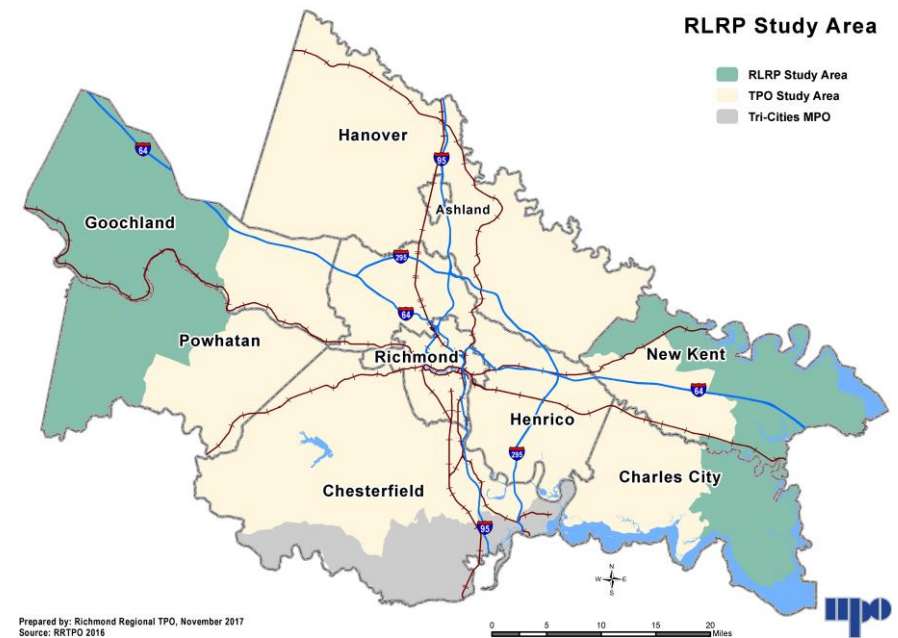 RLRP Study Area
RLRP Study Area
TPO Study Area
Tri-Cities MPO
Hanover
64
95
Ashland
Goochland
295
64
Powhatan
Richmond
New Kent
64
Henrico
295
Charles City
Chesterfield
95
N
W E
S
mpo
0 5 10 15 20
Miles
Prepared by: Richmond Regional TPO, November 2017
Source: RRTPO 2016